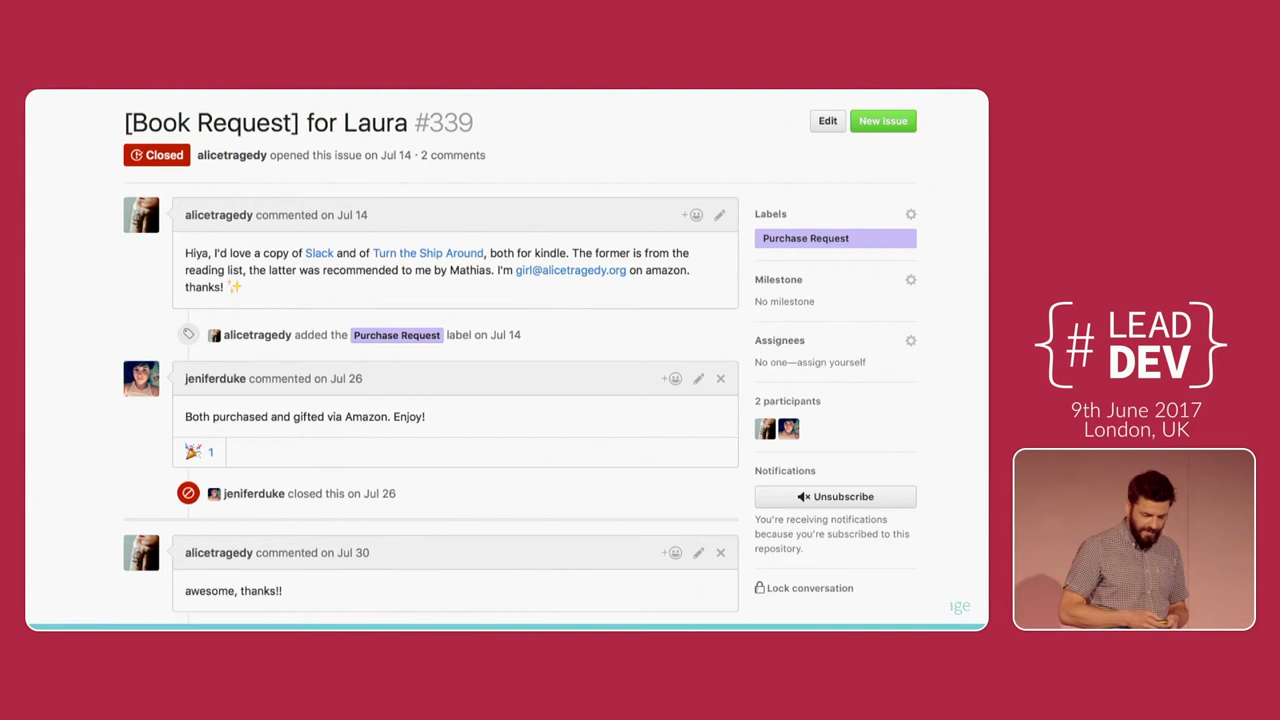 [Book Request] for Laura #339
Edit
New issue
Closed
alicetragedy opened this issue on Jul 14 · 2 comments
alicetragedy commented on Jul 14
Hiya, I'd love a copy of Slack and of Turn the Ship Around, both for kindle. The former is from the
reading list, the latter was recommended to me by Mathias. I'm girl@alicetragedy.org on amazon.
thanks! ✨
alicetragedy added the Purchase Request label on Jul 14
jeniferduke commented on Jul 26
Both purchased and gifted via Amazon. Enjoy!
🎉 1
jeniferduke closed this on Jul 26
alicetragedy commented on Jul 30
awesome, thanks!!
Labels
Purchase Request
Milestone
No milestone
Assignees
No one—assign yourself
2 participants
Notifications
Unsubscribe
You're receiving notifications
because you're subscribed to this
repository.
Lock conversation
{# LEAD
DEV}
9th June 2017
London, UK